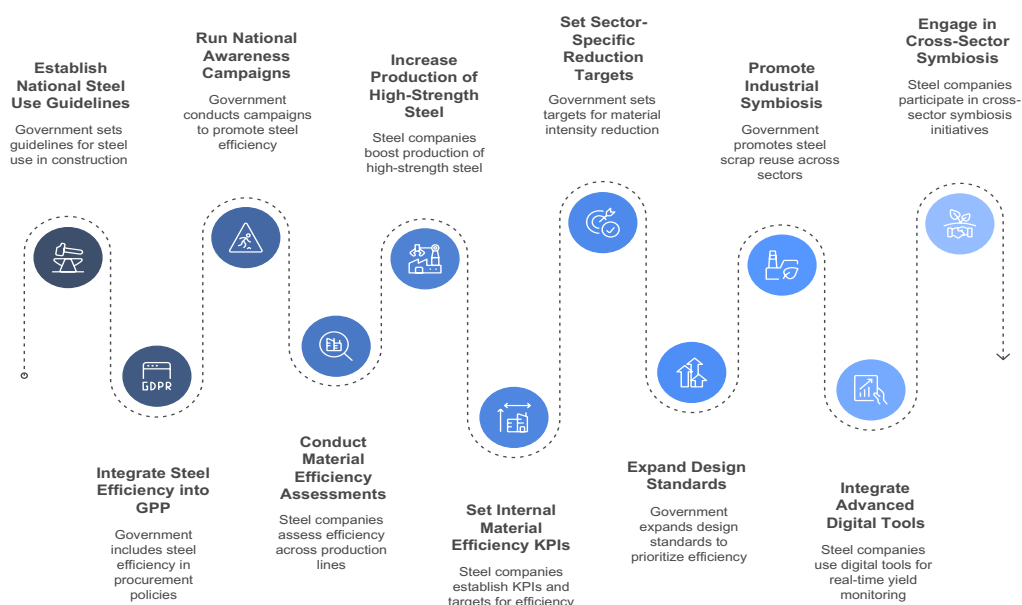 Establish
National Steel
Use Guidelines
Government sets
guidelines for steel
use in construction
GDPR
Integrate Steel
Efficiency into
GPP
Government
includes steel
efficiency in
procurement
policies
Run National
Awareness
Campaigns
Government
conducts campaigns
to promote steel
efficiency
Conduct
Material
Efficiency
Assessments
Steel companies
assess efficiency
across production
lines
Increase
Production of
High-Strength
Steel
Steel companies
boost production of
high-strength steel
Set Internal
Material
Efficiency KPIs
Steel companies
establish KPIs and
targets for efficiency
Set Sector-
Specific
Reduction
Targets
Government sets
targets for material
intensity reduction
Expand Design
Standards
Government
expands design
standards to
prioritize efficiency
Promote
Industrial
Symbiosis
Government
promotes steel
scrap reuse across
sectors
Integrate
Advanced
Digital Tools
Steel companies
use digital tools for
real-time yield
monitoring
Engage in
Cross-Sector
Symbiosis
Steel companies
participate in cross-
sector symbiosis
initiatives